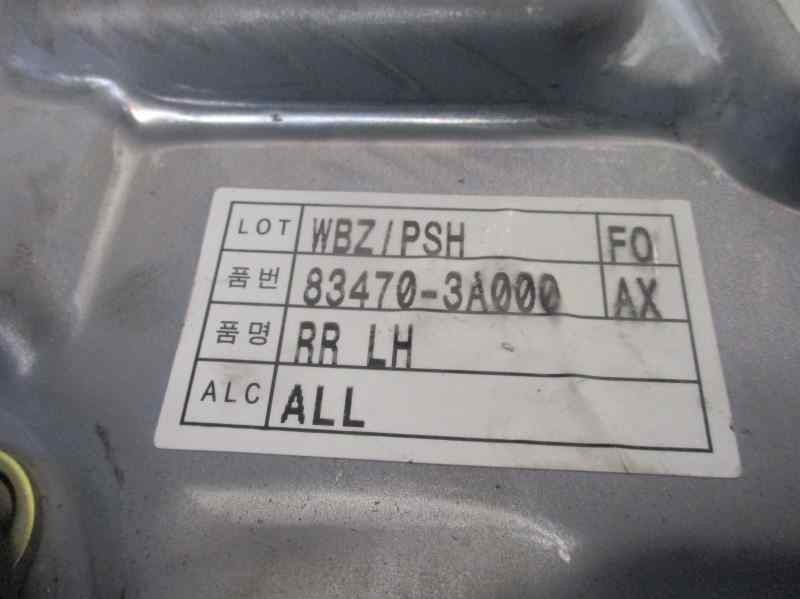 LOT WBZ/PSH FO
품번 83470-3A000 AX
품명 RR LH
ALC ALL